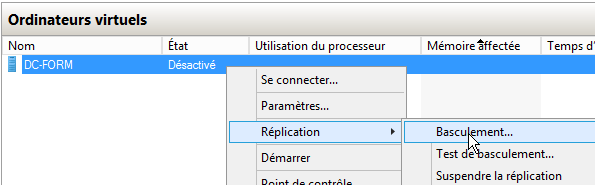 Ordinateurs virtuels
Nom État Utilisation du processeur Mémoire affectée Temps d'
DC-FORM Désactivé
Se connecter...
Paramètres...
Réplication Basculement...
Démarrer Test de basculement...
Suspendre la réplication
Point de contrôle